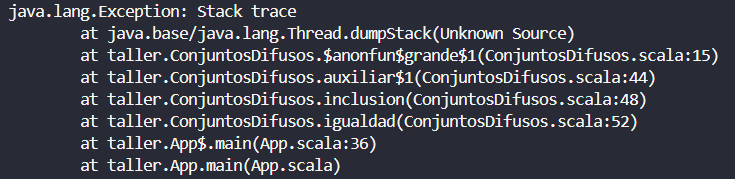 java.lang.Exception: Stack trace
at java.base/java.lang.Thread.dumpStack(Unknown Source)
at taller.ConjuntosDifusos.$anonfun$grande$1(ConjuntosDifusos.scala:15)
at taller.ConjuntosDifusos.auxiliar$1(ConjuntosDifusos.scala:44)
at taller.ConjuntosDifusos.inclusion(ConjuntosDifusos.scala:48)
at taller.ConjuntosDifusos.igualdad(ConjuntosDifusos.scala:52)
at taller.App$.main(App.scala:36)
at taller.App.main(App.scala)